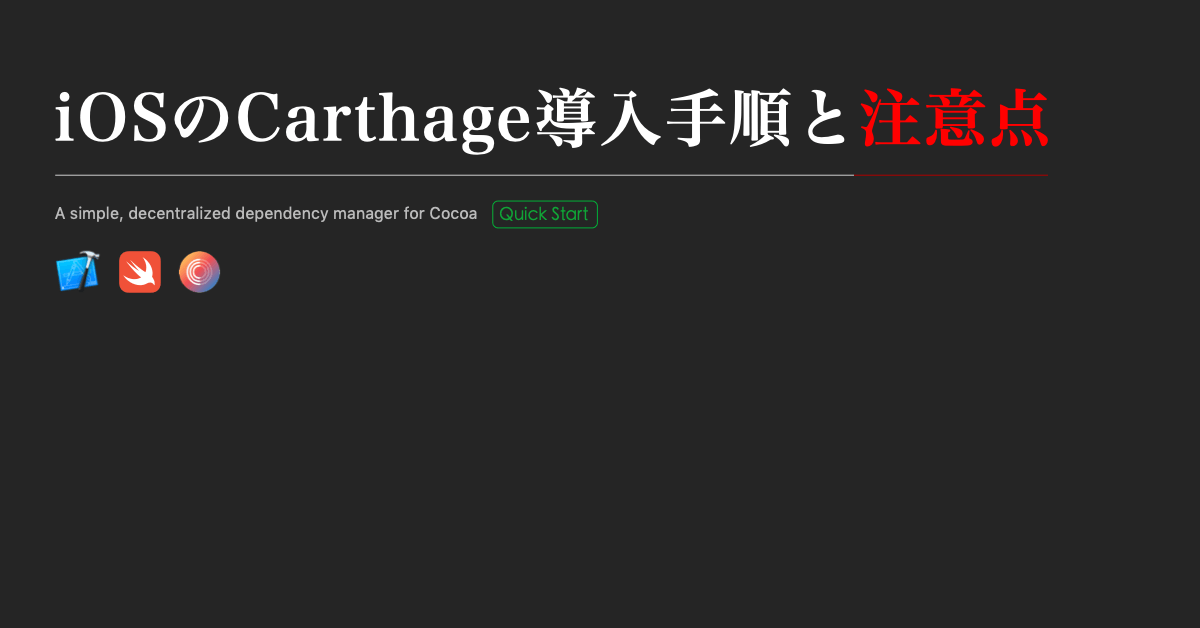 iOSのCarthage導入手順と注意点
A simple, decentralized dependency manager for Cocoa Quick Start